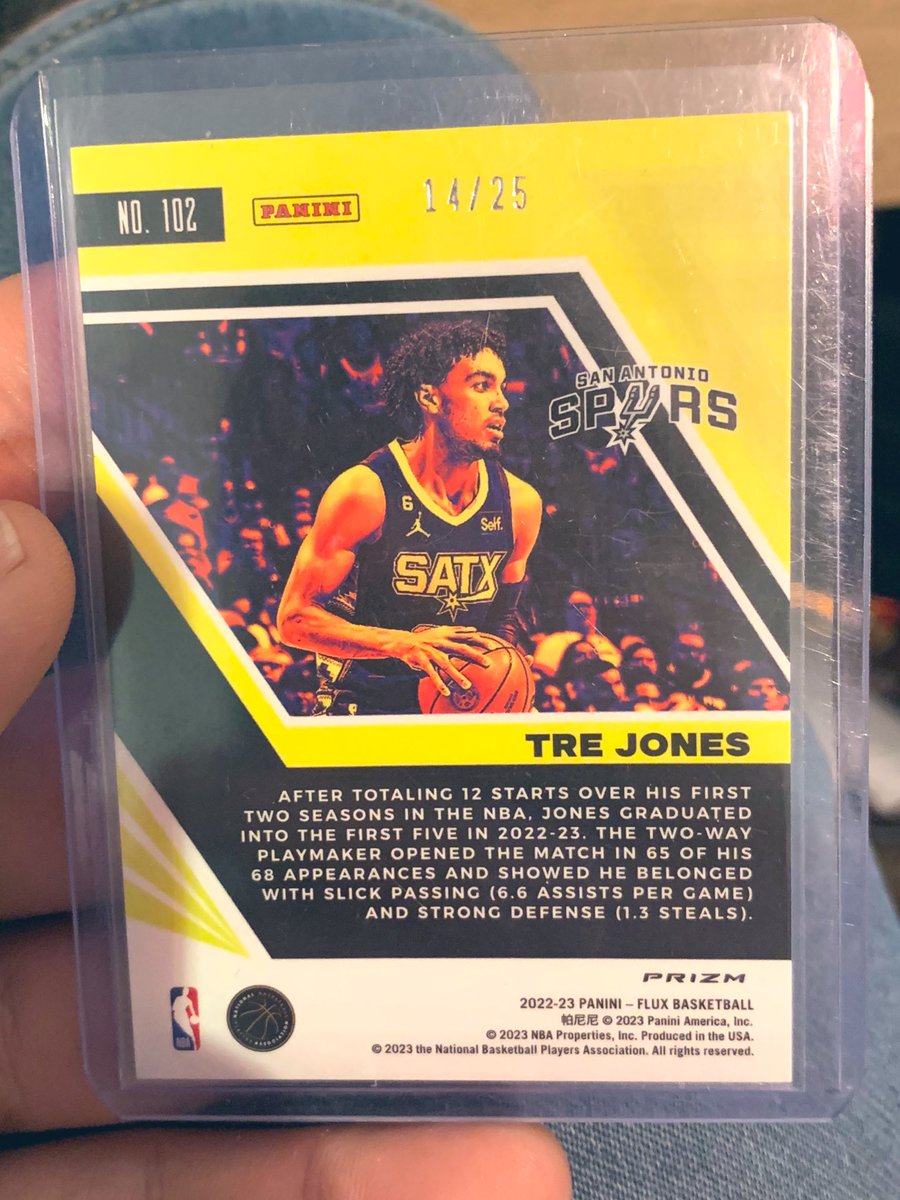 NO. 102
PANINI
14/25
SAN ANTONIO
SPURS
6
Self.
SATX
TRE JONES
AFTER TOTALING 12 STARTS OVER HIS FIRST
TWO SEASONS IN THE NBA, JONES GRADUATED
INTO THE FIRST FIVE IN 2022-23. THE TWO-WAY
PLAYMAKER OPENED THE MATCH IN 65 OF HIS
68 APPEARANCES AND SHOWED HE BELONGED
WITH SLICK PASSING (6.6 ASSISTS PER GAME)
AND STRONG DEFENSE (1.3 STEALS).
PRIZM
2022-23 PANINI – FLUX BASKETBALL
帕尼尼 © 2023 Panini America, Inc.
© 2023 NBA Properties, Inc. Produced in the USA.
© 2023 the National Basketball Players Association. All rights reserved.
NBA